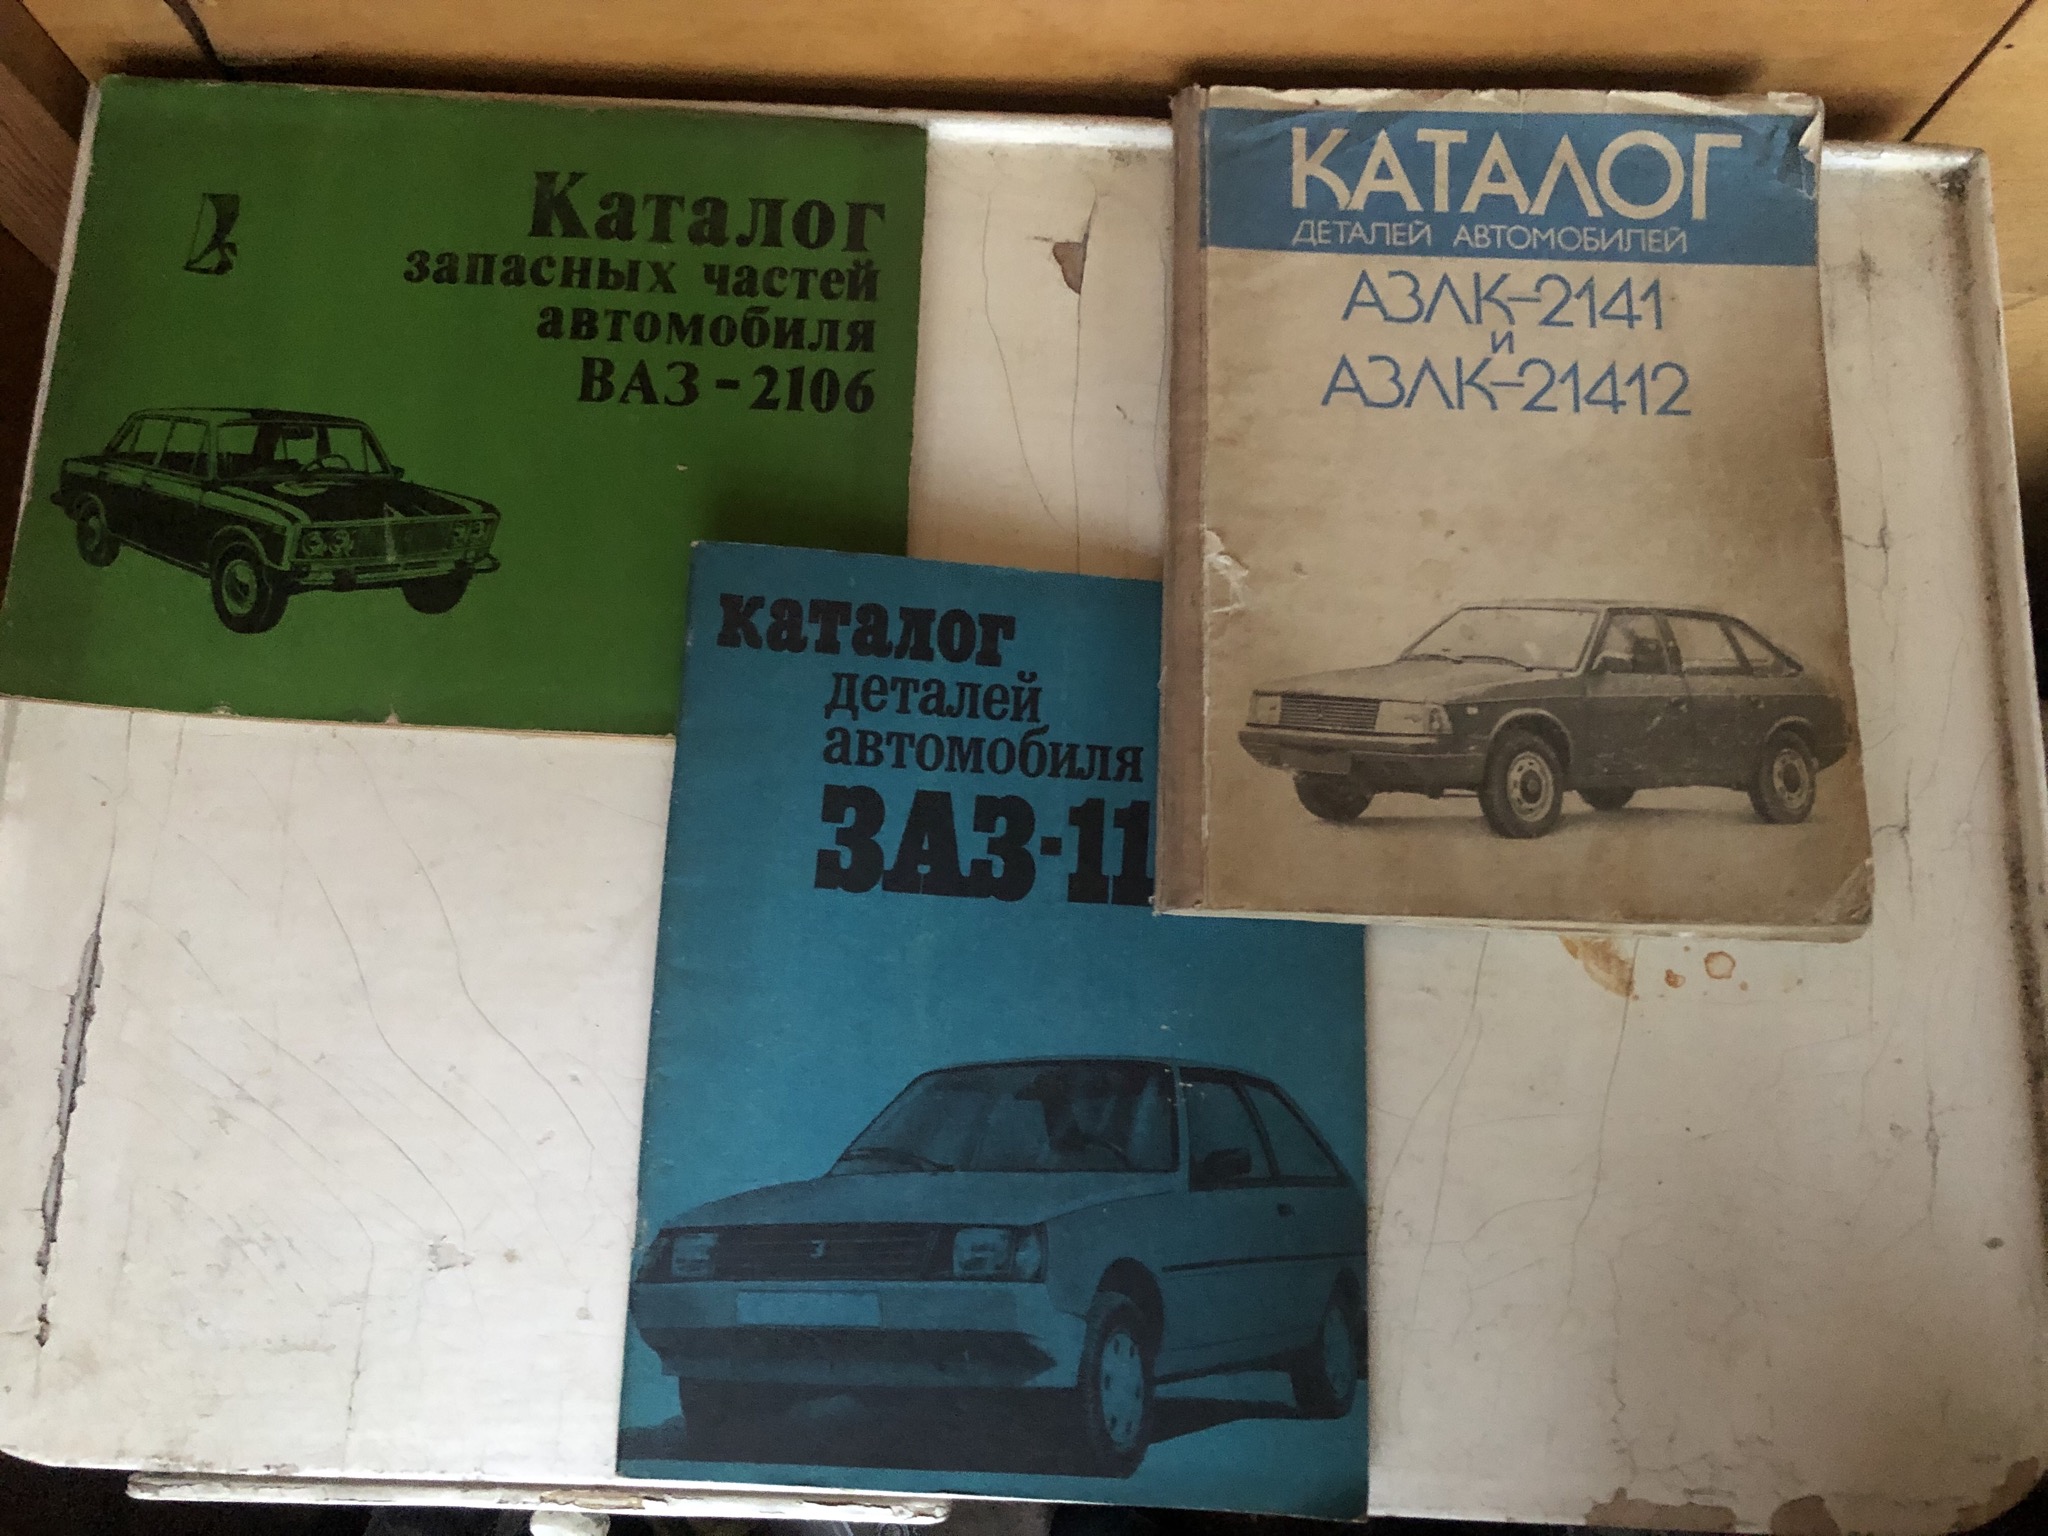 Каталог
запасных частей
автомобиля
ВАЗ-2106
КАТАЛОГ
ДЕТАЛЕЙ АВТОМОБИЛЕЙ
АЗЛК-2141
и
АЗЛК-21412
каталог
деталей
автомобиля
ЗАЗ-11